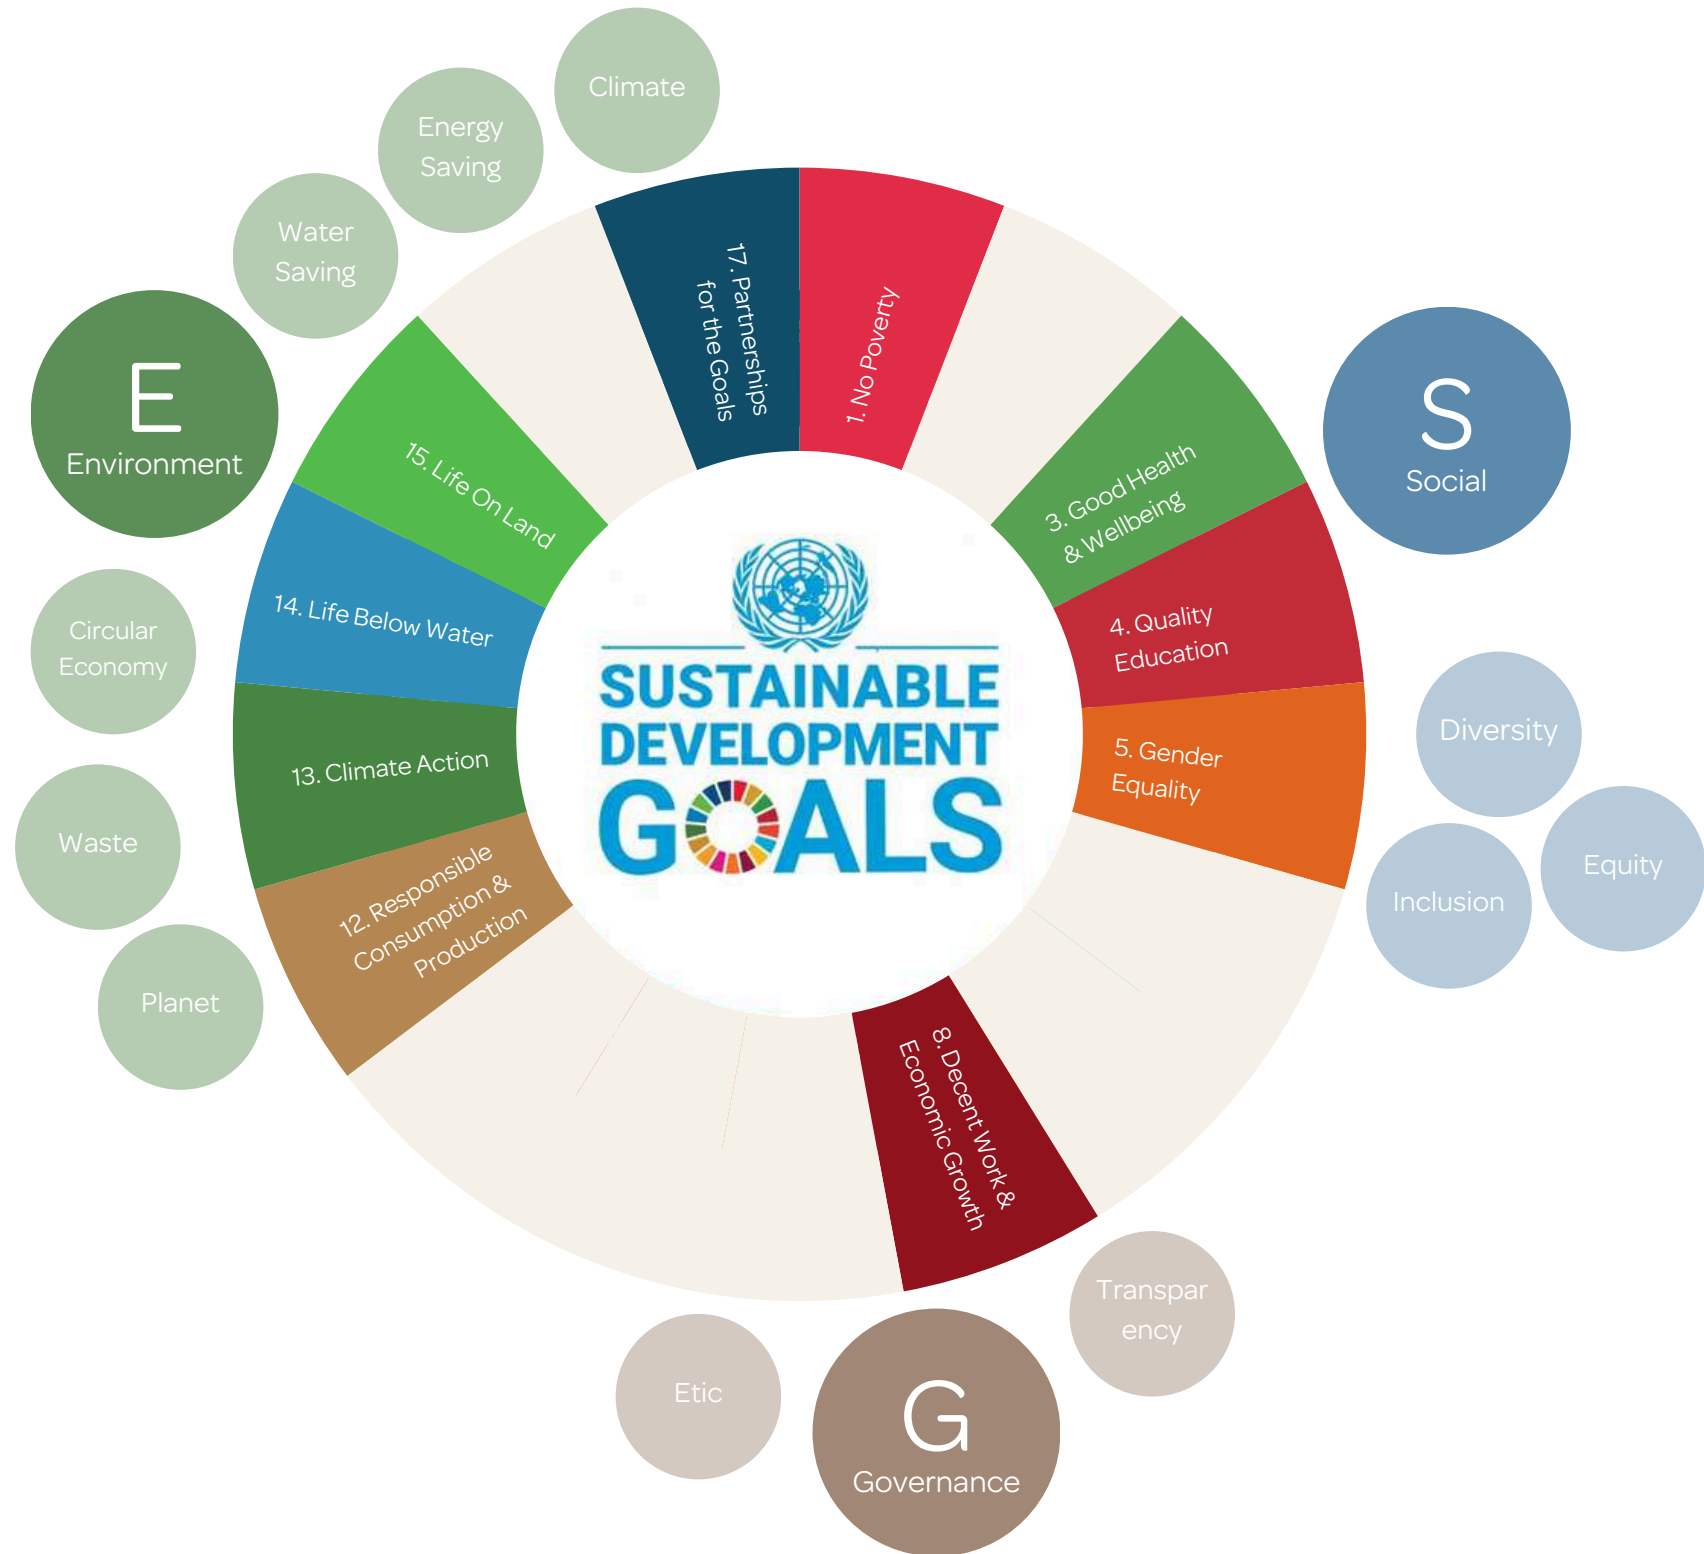 Climate
Energy
Saving
Water
Saving
E
Environment
Circular
Economy
Waste
Planet
17. Partnerships
for the Goals
1. No Poverty
3. Good Health
& Wellbeing
4. Quality
Education
5. Gender
Equality
8. Decent Work &
Economic Growth
12. Responsible
Consumption &
Production
13. Climate Action
14. Life Below Water
15. Life On Land
SUSTAINABLE
DEVELOPMENT
GOALS
S
Social
Diversity
Equity
Inclusion
Transpar
ency
G
Governance
Etic